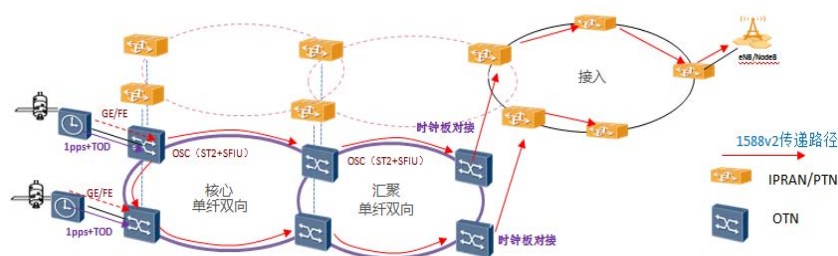 接入
eNB/NodeB
GE/FE
1pps+TOD
OSC（ST2+SFIU）
OSC（ST2+SFIU）
时钟板对接
核心
单纤双向
汇聚
单纤双向
GE/FE
1pps+TOD
时钟板对接
1588v2传递路径
IPRAN/PTN
OTN